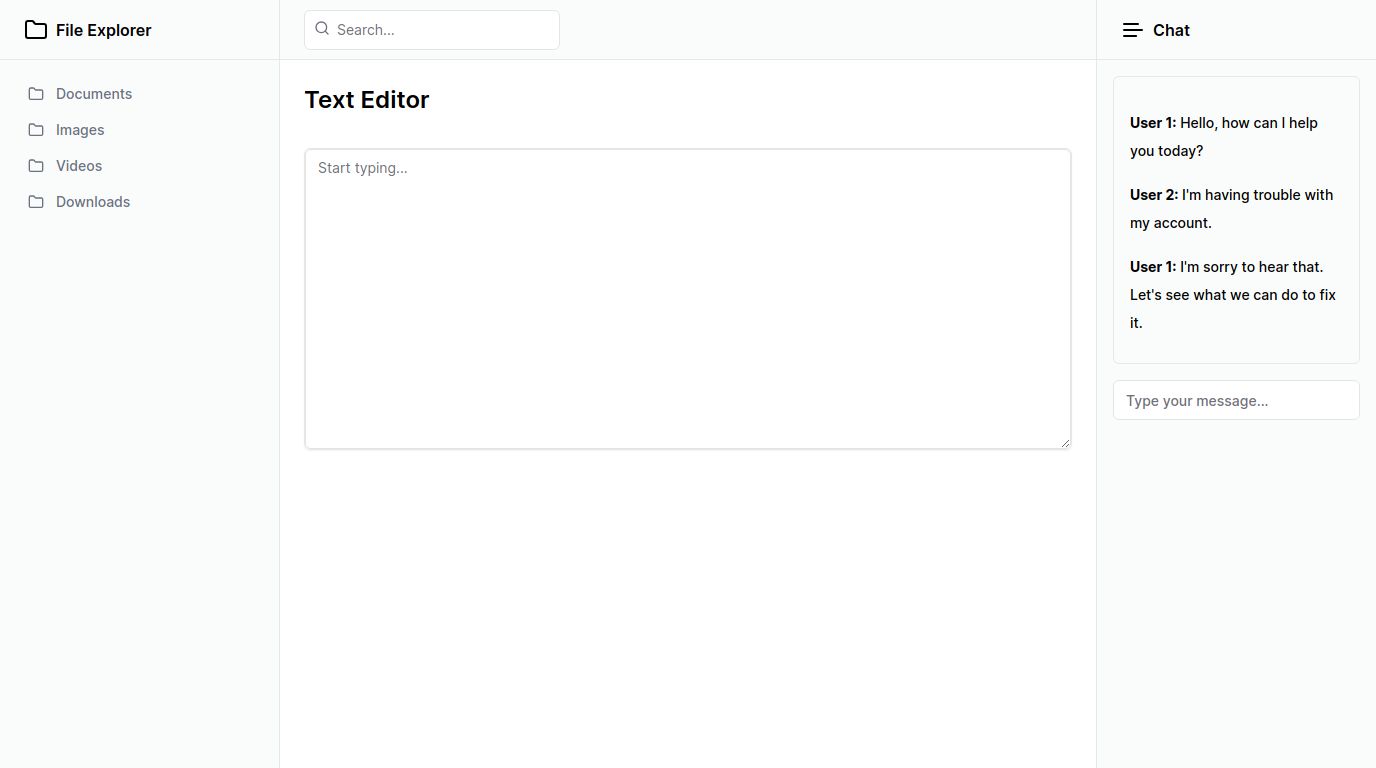 File Explorer
Documents
Images
Videos
Downloads
Search...
Text Editor
Start typing...
Chat
User 1: Hello, how can I help
you today?
User 2: I'm having trouble with
my account.
User 1: I'm sorry to hear that.
Let's see what we can do to fix
it.
Type your message...